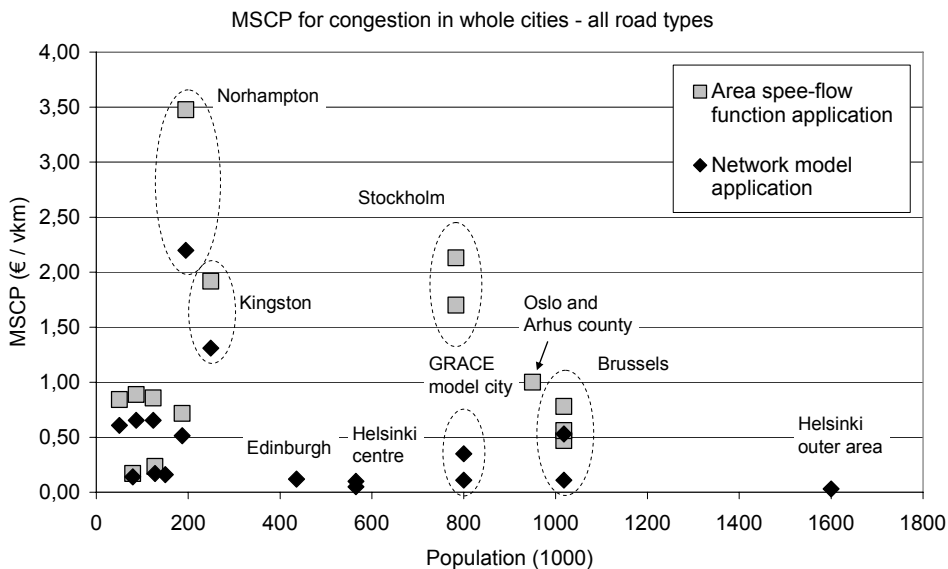 MSCP for congestion in whole cities - all road types
4,00
3,50
3,00
2,50
2,00
1,50
1,00
0,50
0,00
MSCP (€ / vkm)
Norhampton
Area spee-flow
function application
Network model
application
Stockholm
Kingston
Oslo and
Arhus county
GRACE
model city
Brussels
Edinburgh
Helsinki
centre
Helsinki
outer area
0 200 400 600 800 1000 1200 1400 1600 1800
Population (1000)